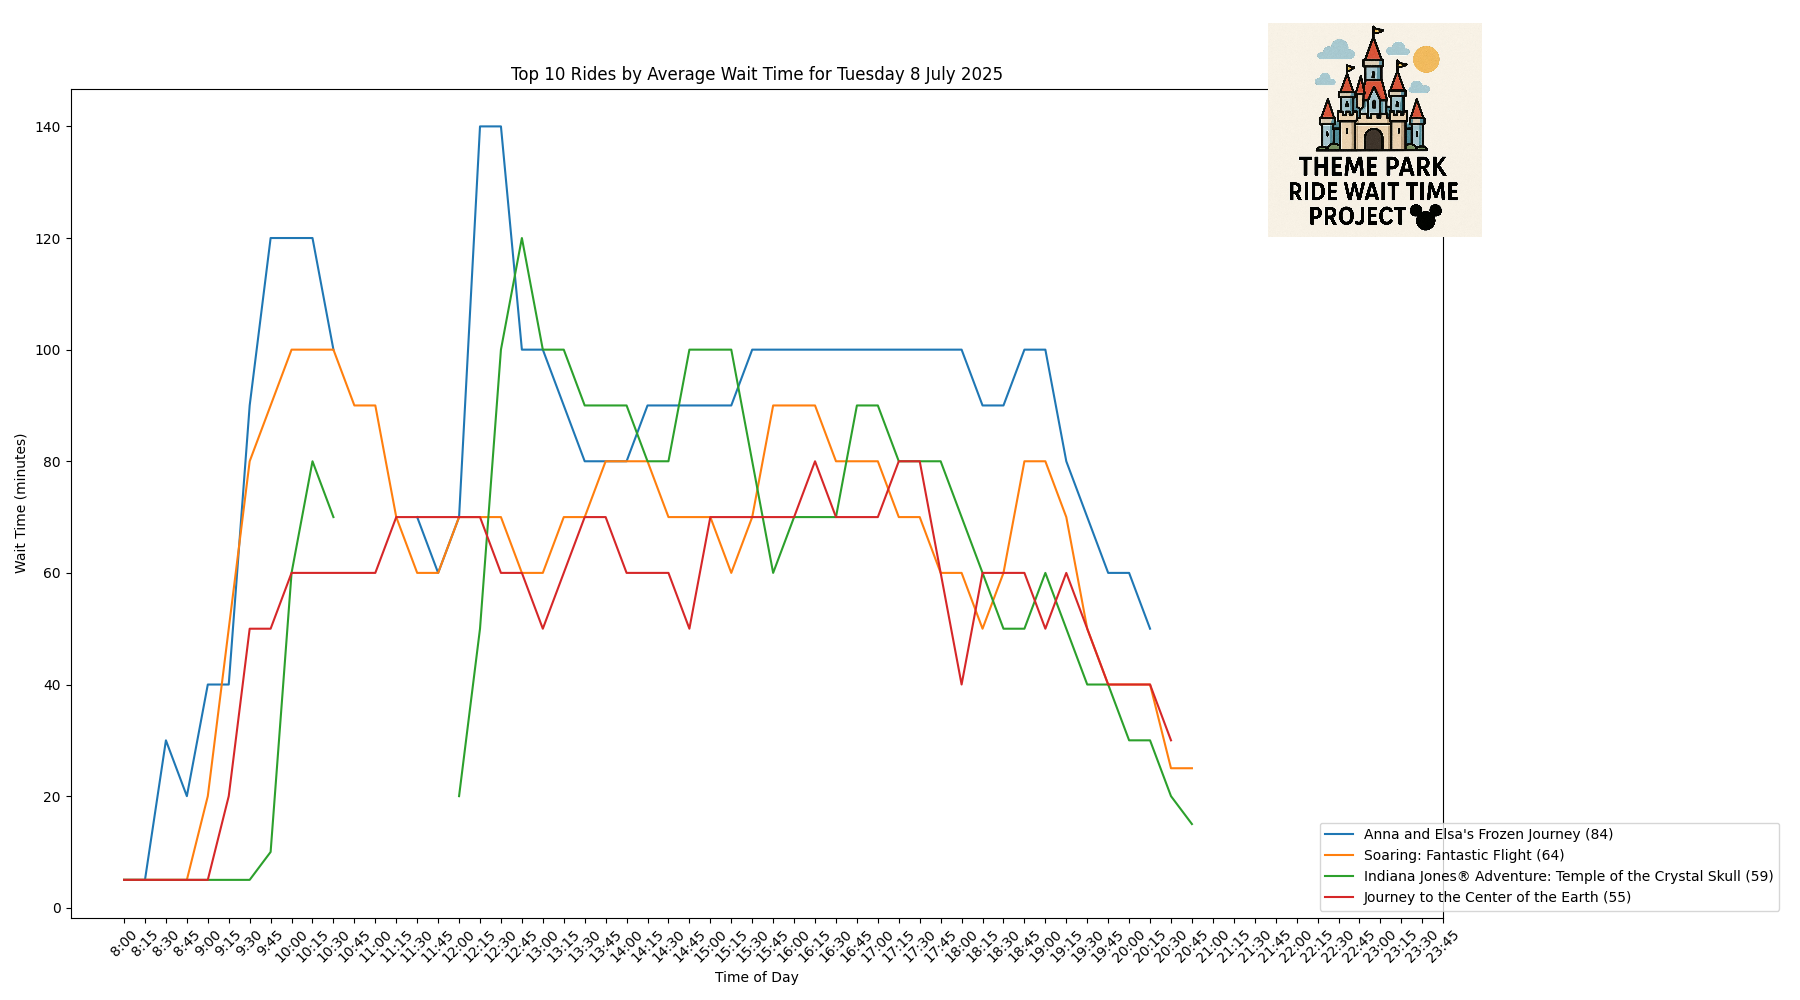 THEME PARK
RIDE WAIT TIME
PROJECT
Top 10 Rides by Average Wait Time for Tuesday 8 July 2025
Wait Time (minutes)
140
120
100
80
60
40
20
0
Anna and Elsa's Frozen Journey (84)
Soaring: Fantastic Flight (64)
Indiana Jones® Adventure: Temple of the Crystal Skull (59)
Journey to the Center of the Earth (55)
8:00 8:15 8:30 8:45 9:00 9:15 9:30 9:45 10:00 10:15 10:30 10:45 11:00 11:15 11:30 11:45 12:00 12:15 12:30 12:45 13:00 13:15 13:30 13:45 14:00 14:15 14:30 14:45 15:00 15:15 15:30 15:45 16:00 16:15 16:30 16:45 17:00 17:15 17:30 17:45 18:00 18:15 18:30 18:45 19:00 19:15 19:30 19:45 20:00 20:15 20:30 20:45 21:00 21:15 21:30 21:45 22:00 22:15 22:30 22:45 23:00 23:15 23:30 23:45
Time of Day